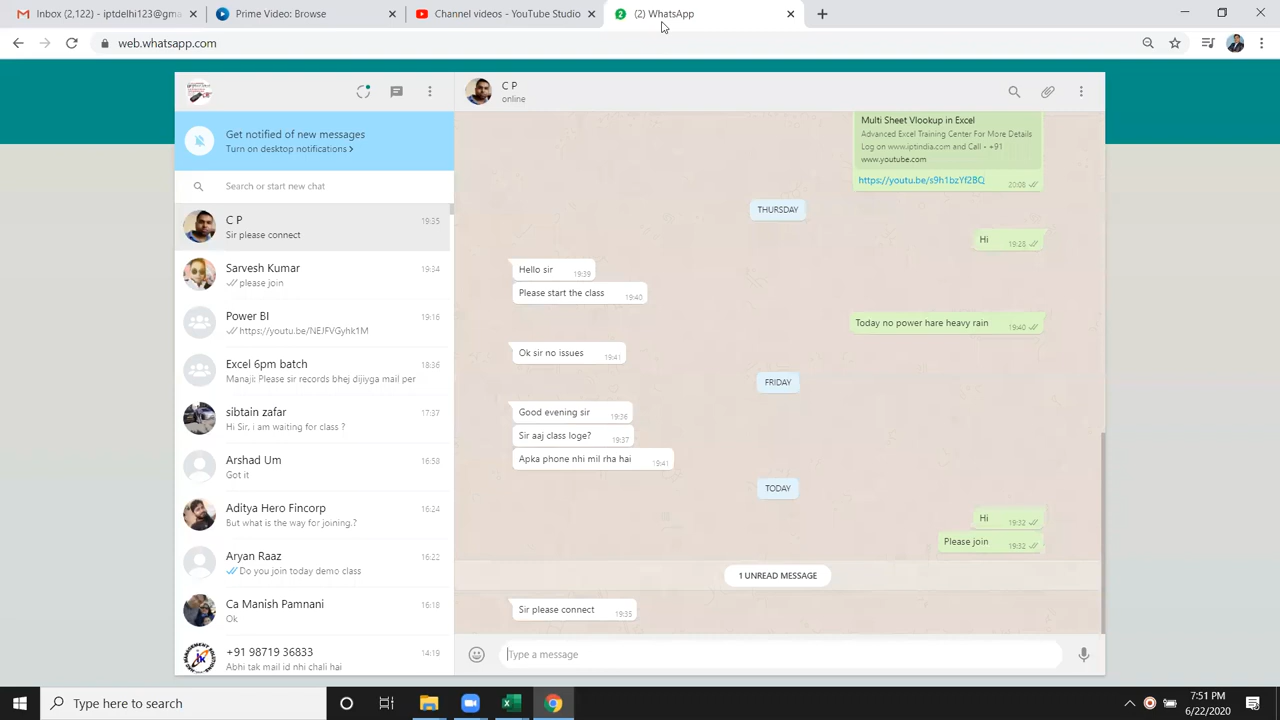 Inbox (2,122) - iptdelhi123@gm
Prime Video: Browse
Channel videos - YouTube Studio
(2) WhatsApp
web.whatsapp.com
Get notified of new messages
Turn on desktop notifications >
Search or start new chat
C P
19:35
Sir please connect
Sarvesh Kumar
19:34
please join
Power BI
19:16
https://youtu.be/NEJFVGyhk1M
Excel 6pm batch
18:36
Manaji: Please sir records bhej dijiyga mail per
sibtain zafar
17:37
Hi Sir, i am waiting for class ?
Arshad Um
16:58
Got it
Aditya Hero Fincorp
16:24
But what is the way for joining.?
Aryan Raaz
16:22
Do you join today demo class
Ca Manish Pamnani
16:18
Ok
+91 98719 36833
14:19
Abhi tak mail id nhi chali hai
C P
online
Multi Sheet Vlookup in Excel
Advanced Excel Training Center For More Details
Log on www.iptindia.com and Call • +91
www.youtube.com
https://youtu.be/s9h1bzYf2BQ
20:08
THURSDAY
Hi
19:28
Hello sir
19:39
Please start the class
19:40
Today no power hare heavy rain
19:40
Ok sir no issues
19:41
FRIDAY
Good evening sir
19:36
Sir aaj class loge?
19:37
Apka phone nhi mil rha hai
19:41
TODAY
Hi
19:32
Please join
19:32
1 UNREAD MESSAGE
Sir please connect
19:35
Type a message
Type here to search
7:51 PM
6/22/2020